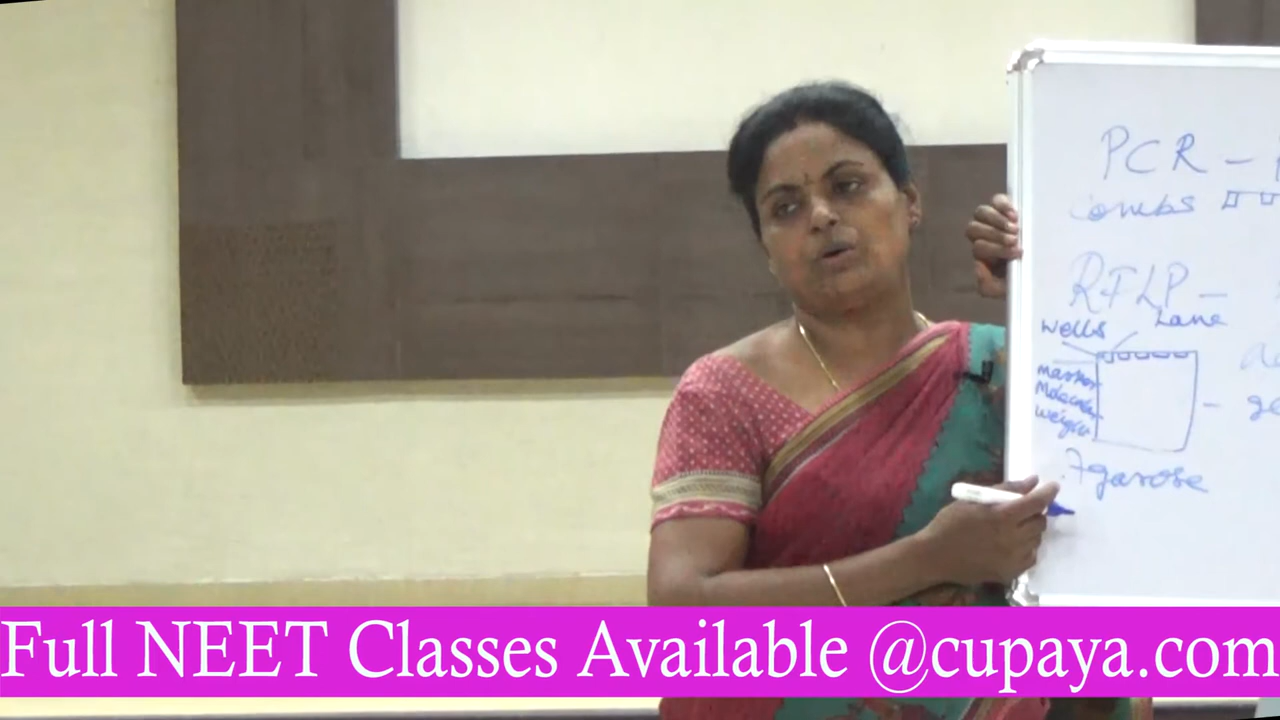 PCR -
Combs
RFLP -
wells Lane
marker
Molecular
weight
Agarose
Full NEET Classes Available @cupaya.com